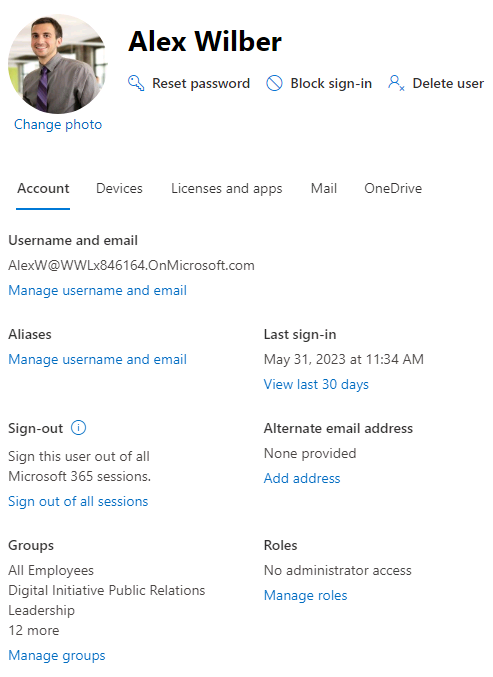 Alex Wilber
Reset password
Block sign-in
Delete user
Change photo
Account
Devices
Licenses and apps
Mail
OneDrive
Username and email
AlexW@WWLx846164.OnMicrosoft.com
Manage username and email
Aliases
Manage username and email
Last sign-in
May 31, 2023 at 11:34 AM
View last 30 days
Sign-out
Sign this user out of all
Microsoft 365 sessions.
Sign out of all sessions
Alternate email address
None provided
Add address
Groups
All Employees
Digital Initiative Public Relations
Leadership
12 more
Manage groups
Roles
No administrator access
Manage roles